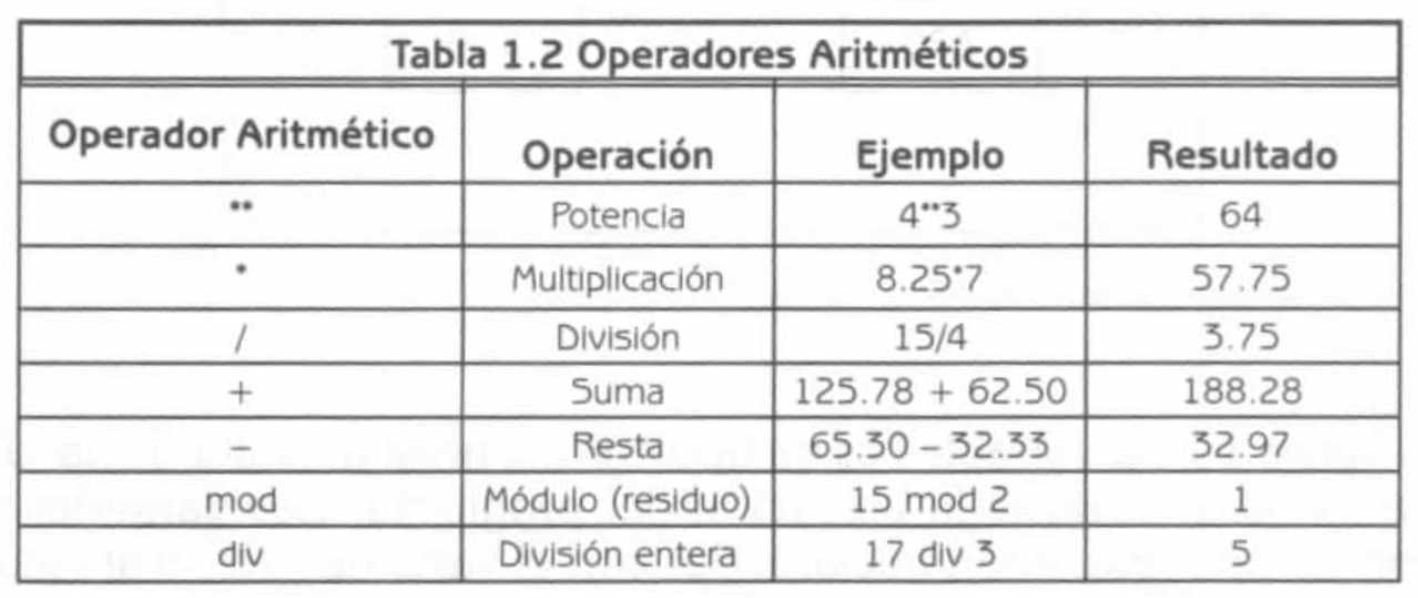 Tabla 1.2 Operadores Aritméticos
Operador Aritmético Operación Ejemplo Resultado
** Potencia 4**3 64
* Multiplicación 8.25*7 57.75
/ División 15/4 3.75
+ Suma 125.78 + 62.50 188.28
– Resta 65.30 – 32.33 32.97
mod Módulo (residuo) 15 mod 2 1
div División entera 17 div 3 5